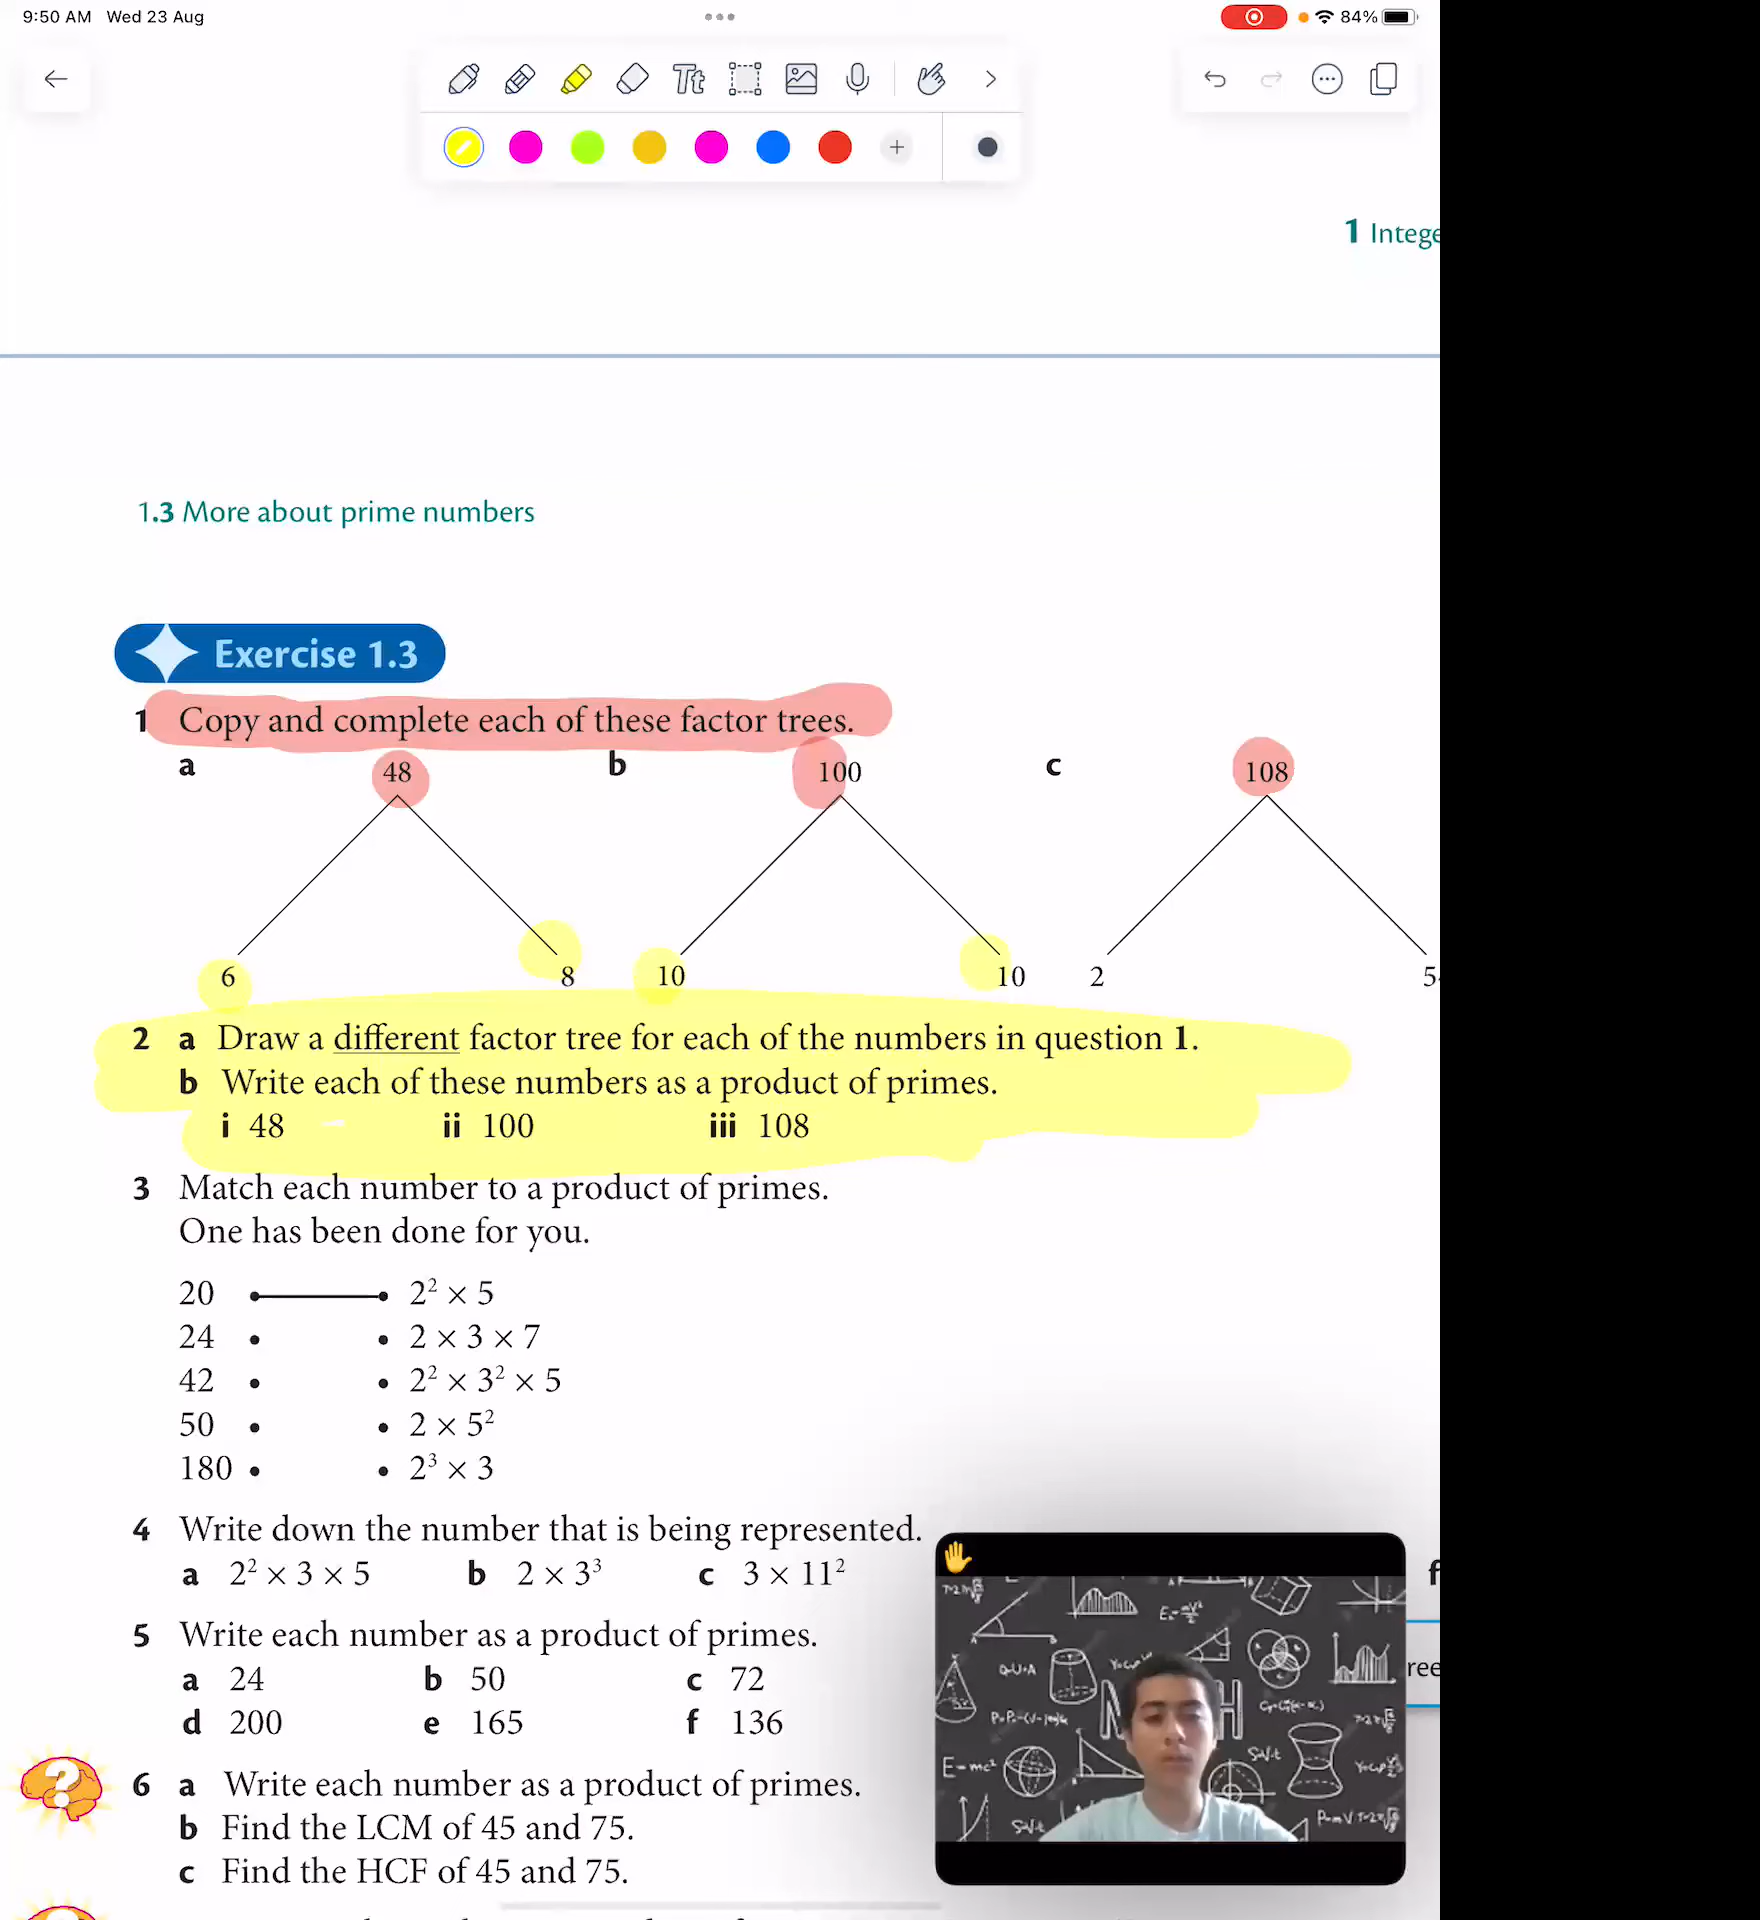 9:50 AM Wed 23 Aug
84%
Tt
1 Intege
1.3 More about prime numbers
Exercise 1.3
1 Copy and complete each of these factor trees.
a 48 b 100 c 108
6 8 10 10 2 5
2 a Draw a different factor tree for each of the numbers in question 1.
b Write each of these numbers as a product of primes.
i 48 ii 100 iii 108
3 Match each number to a product of primes.
One has been done for you.
20 2² × 5
24 2 × 3 × 7
42 2² × 3² × 5
50 2 × 5²
180 2³ × 3
4 Write down the number that is being represented.
a 2² × 3 × 5 b 2 × 3³ c 3 × 11² f
5 Write each number as a product of primes.
a 24 b 50 c 72
ree
d 200 e 165 f 136
6 a Write each number as a product of primes.
b Find the LCM of 45 and 75.
c Find the HCF of 45 and 75.
E=mc²